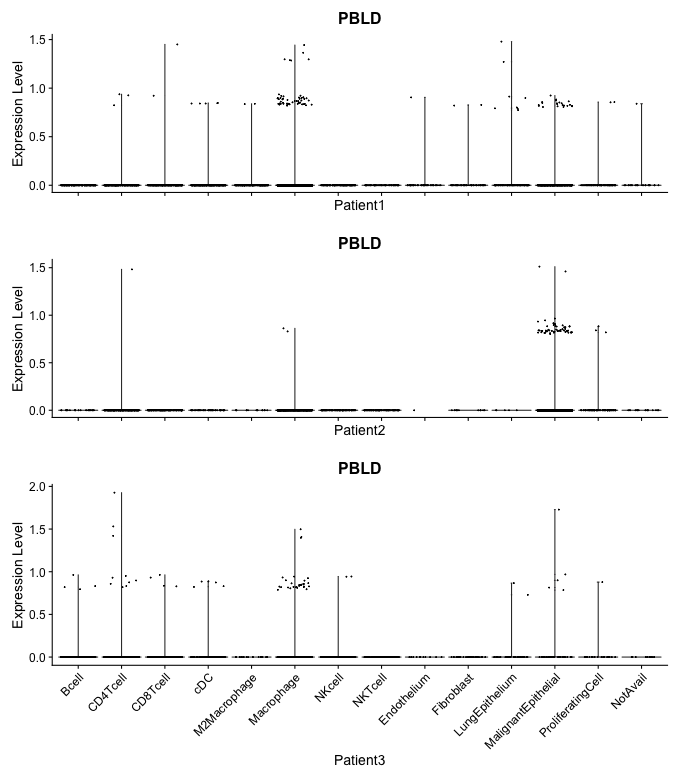 PBLD
Expression Level
1.5
1.0
0.5
0.0
Patient1
PBLD
Expression Level
1.5
1.0
0.5
0.0
Patient2
PBLD
Expression Level
2.0
1.5
1.0
0.5
0.0
Bcell
CD4Tcell
CD8Tcell
cDC
M2Macrophage
Macrophage
NKcell
NKTcell
Endothelium
Fibroblast
LungEpithelium
MalignantEpithelial
ProliferatingCell
NotAvail
Patient3